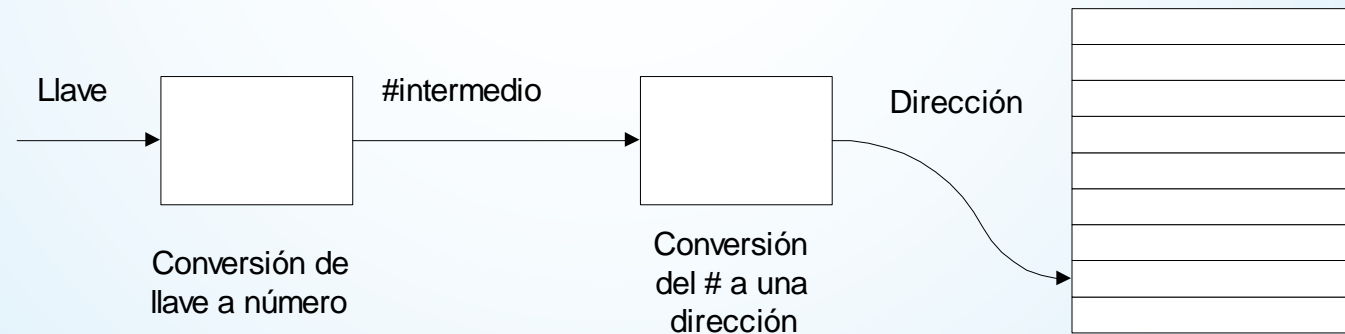 Llave
#intermedio
Dirección
Conversión de
llave a número
Conversión
del # a una
dirección